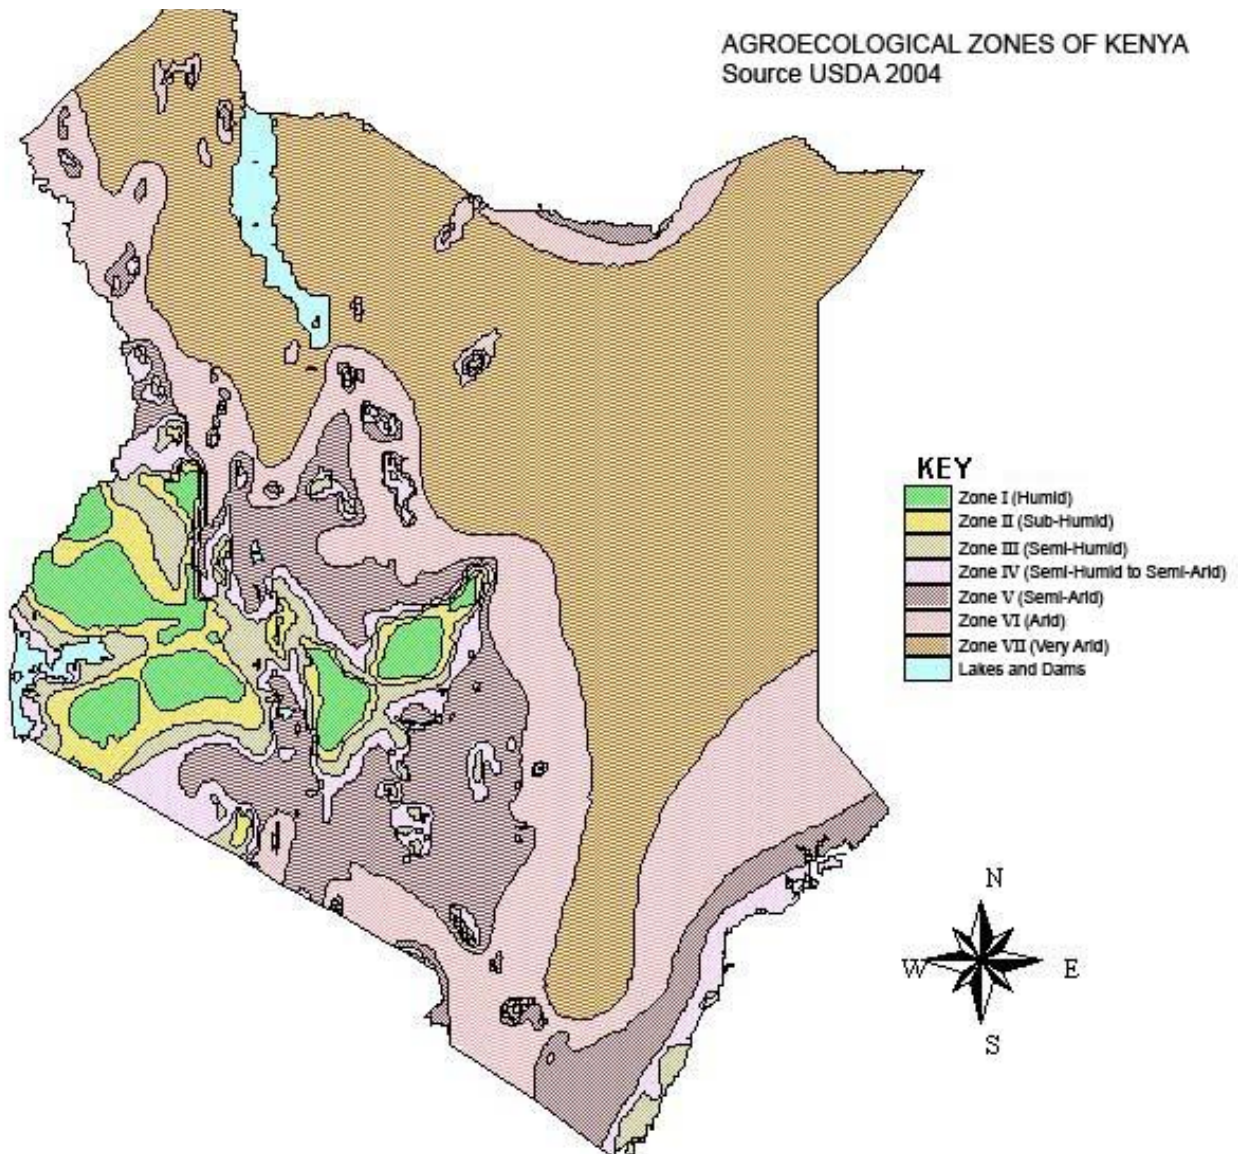 AGROECOLOGICAL ZONES OF KENYA
Source USDA 2004
KEY
Zone I (Humid)
Zone II (Sub-Humid)
Zone III (Semi-Humid)
Zone IV (Semi-Humid to Semi-Arid)
Zone V (Semi-Arid)
Zone VI (Arid)
Zone VII (Very Arid)
Lakes and Dams
N
W E
S